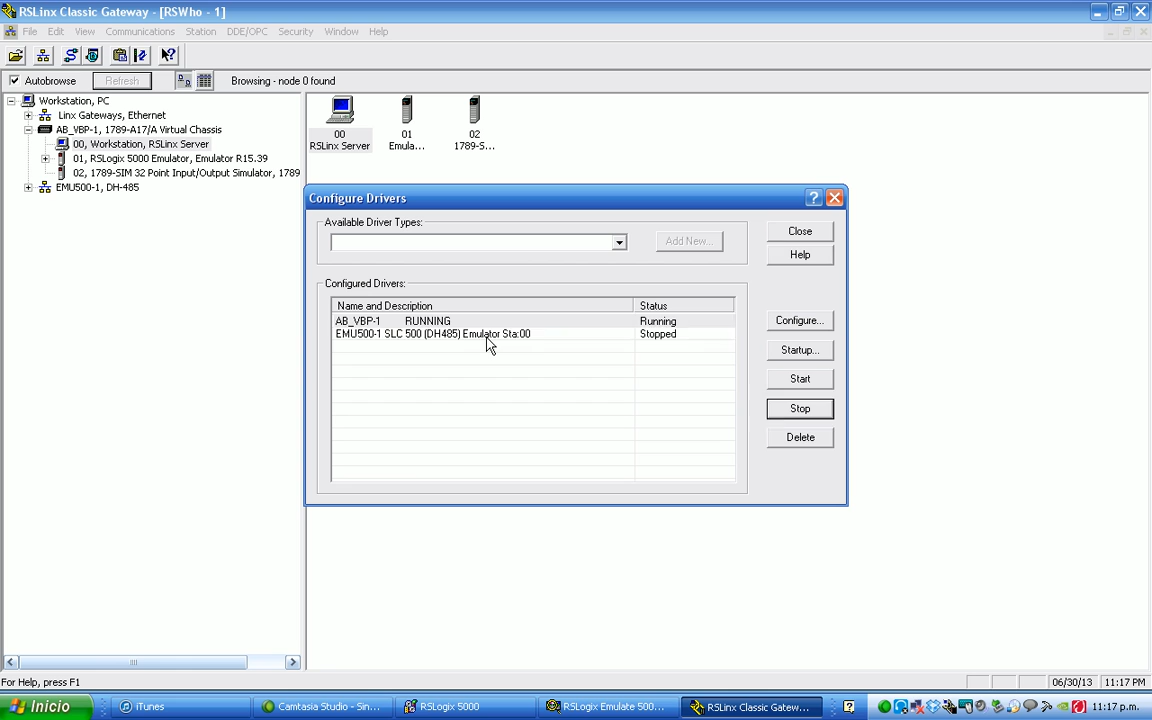 RSLinx Classic Gateway - [RSWho - 1]
File Edit View Communications Station DDE/OPC Security Window Help
Autobrowse Refresh Browsing - node 0 found
Workstation, PC
Linx Gateways, Ethernet
AB_VBP-1, 1789-A17/A Virtual Chassis
00, Workstation, RSLinx Server
01, RSLogix 5000 Emulator, Emulator R15.39
02, 1789-SIM 32 Point Input/Output Simulator, 1789
EMU500-1, DH-485
00
RSLinx Server
01
Emula...
02
1789-S...
Configure Drivers
Available Driver Types:
Add New...
Close
Help
Configured Drivers:
Name and Description Status
AB_VBP-1 RUNNING Running
EMU500-1 SLC 500 (DH485) Emulator Sta:00 Stopped
Configure...
Startup...
Start
Stop
Delete
For Help, press F1
06/30/13 11:17 PM
Inicio iTunes Camtasia Studio - Sin... RSLogix 5000 RSLogix Emulate 500... RSLinx Classic Gatew... 11:17 p.m.